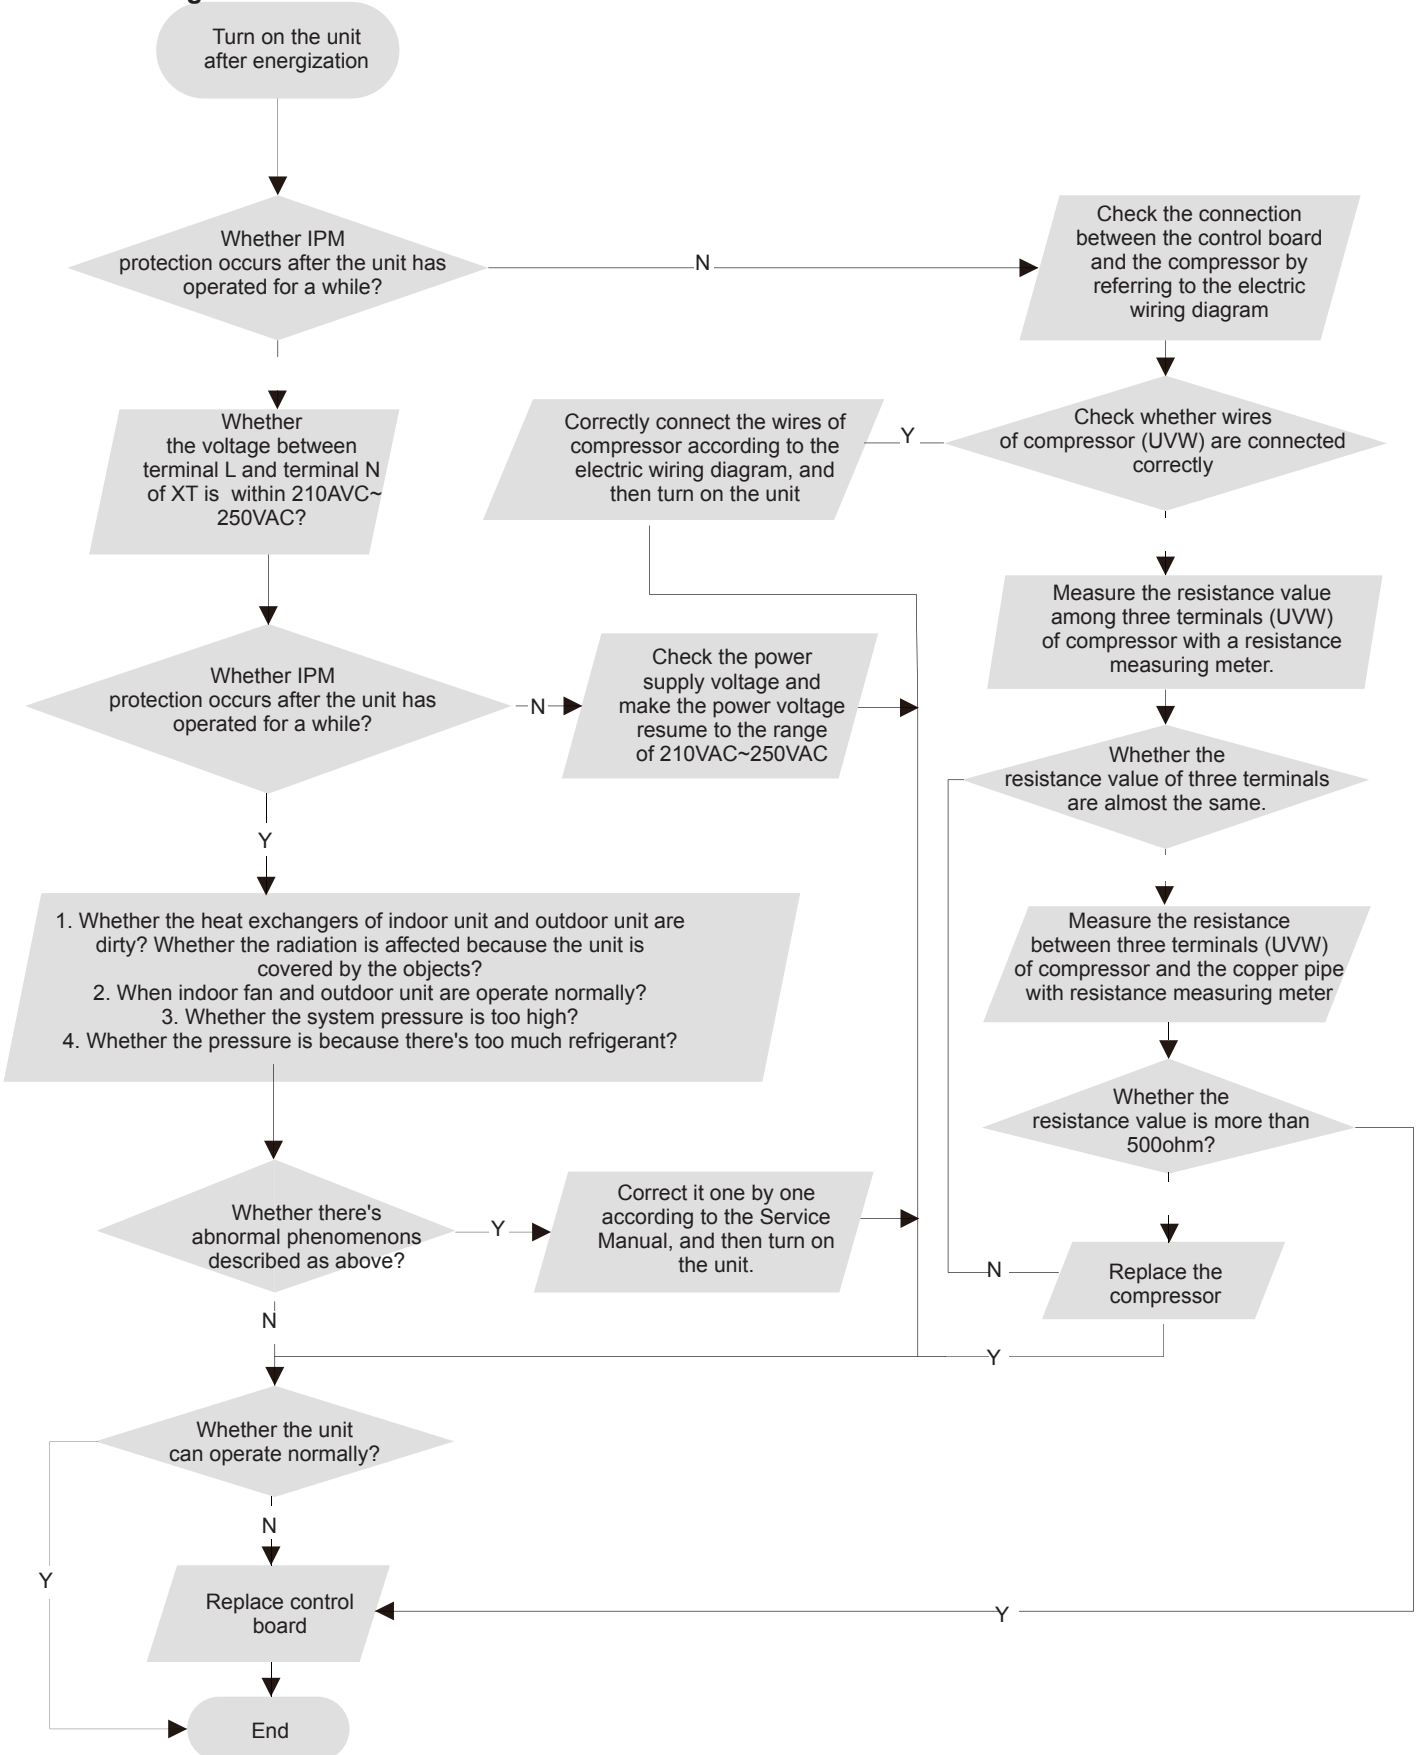 Turn on the unit
after energization
Whether IPM
protection occurs after the unit has
operated for a while?
N
Check the connection
between the control board
and the compressor by
referring to the electric
wiring diagram
Whether
the voltage between
terminal L and terminal N
of XT is within 210AVC~
250VAC?
Correctly connect the wires of
compressor according to the
electric wiring diagram, and
then turn on the unit
Y
Check whether wires
of compressor (UVW) are connected
correctly
Measure the resistance value
among three terminals (UVW)
of compressor with a resistance
measuring meter.
Whether IPM
protection occurs after the unit has
operated for a while?
N
Check the power
supply voltage and
make the power voltage
resume to the range
of 210VAC~250VAC
Whether the
resistance value of three terminals
are almost the same.
Y
1. Whether the heat exchangers of indoor unit and outdoor unit are
dirty? Whether the radiation is affected because the unit is
covered by the objects?
2. When indoor fan and outdoor unit are operate normally?
3. Whether the system pressure is too high?
4. Whether the pressure is because there's too much refrigerant?
Measure the resistance
between three terminals (UVW)
of compressor and the copper pipe
with resistance measuring meter
Whether the
resistance value is more than
500ohm?
Whether there's
abnormal phenomenons
described as above?
Y
Correct it one by one
according to the Service
Manual, and then turn on
the unit.
N
Replace the
compressor
N
Y
Whether the unit
can operate normally?
N
Y
Replace control
board
Y
End